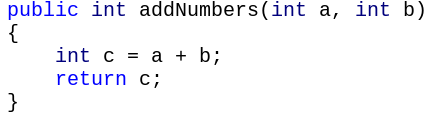 public int addNumbers(int a, int b)
{
    int c = a + b;
    return c;
}